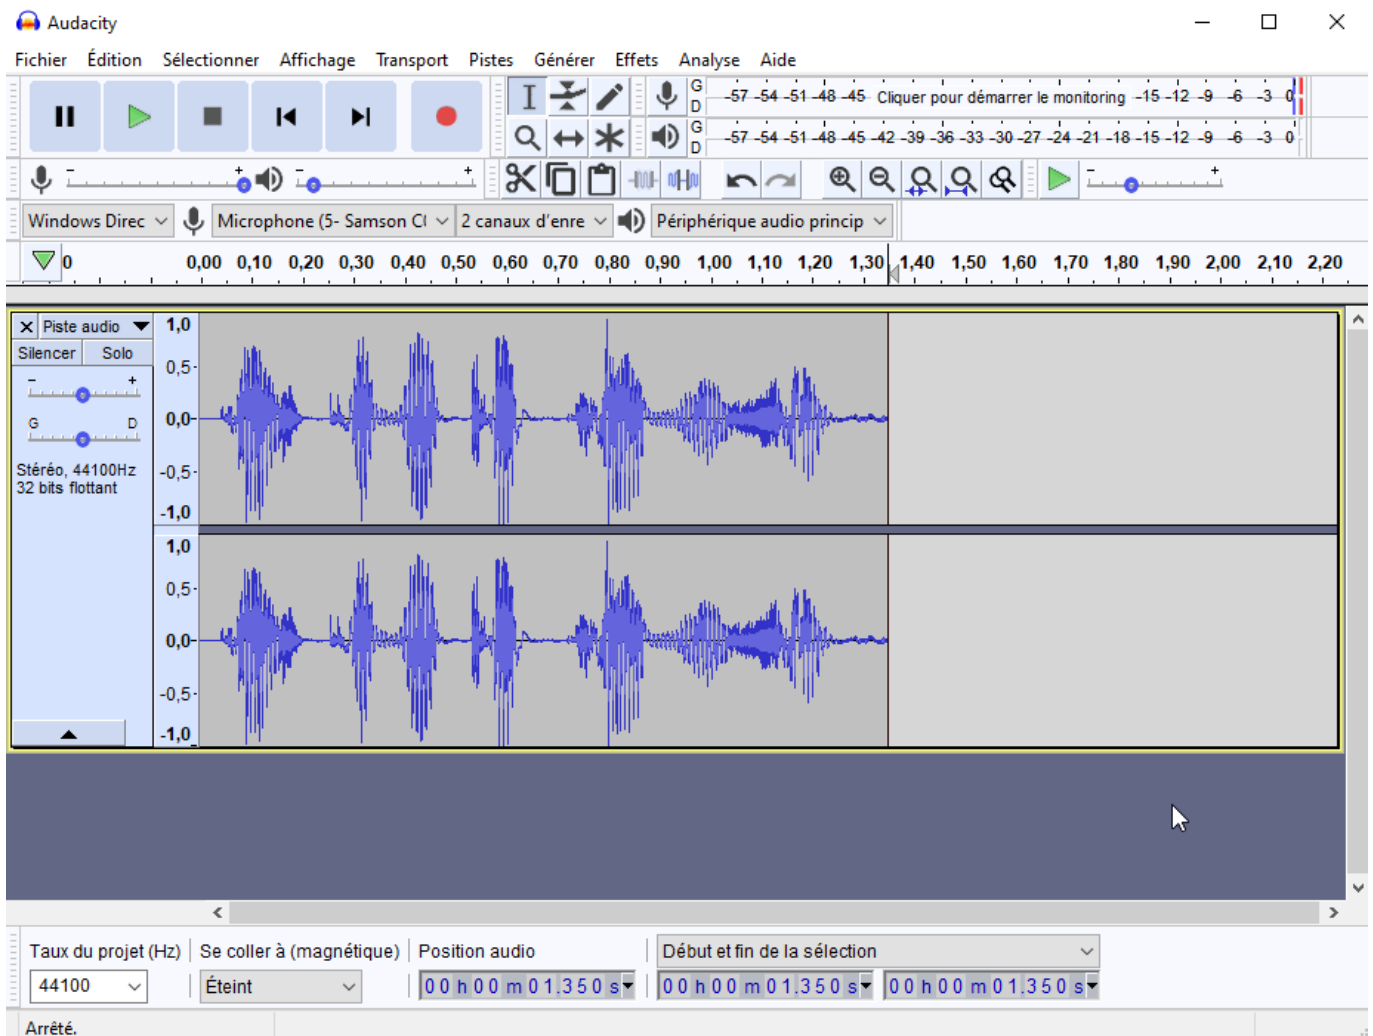 Audacity
Fichier Édition Sélectionner Affichage Transport Pistes Générer Effets Analyse Aide
G
D
-57 -54 -51 -48 -45 Cliquer pour démarrer le monitoring -15 -12 -9 -6 -3 0
G
D
-57 -54 -51 -48 -45 -42 -39 -36 -33 -30 -27 -24 -21 -18 -15 -12 -9 -6 -3 0
- + - + - +
Windows Direc Microphone (5- Samson C( 2 canaux d'enre Périphérique audio princip
0 0,00 0,10 0,20 0,30 0,40 0,50 0,60 0,70 0,80 0,90 1,00 1,10 1,20 1,30 1,40 1,50 1,60 1,70 1,80 1,90 2,00 2,10 2,20
Piste audio
Silencer Solo
- +
G D
Stéréo, 44100Hz
32 bits flottant
1,0
0,5-
0,0-
-0,5-
-1,0
1,0
0,5-
0,0-
-0,5-
-1,0
Taux du projet (Hz) Se coller à (magnétique) Position audio Début et fin de la sélection
44100 Éteint 00 h 00 m 01.350 s 00 h 00 m 01.350 s 00 h 00 m 01.350 s
Arrêté.